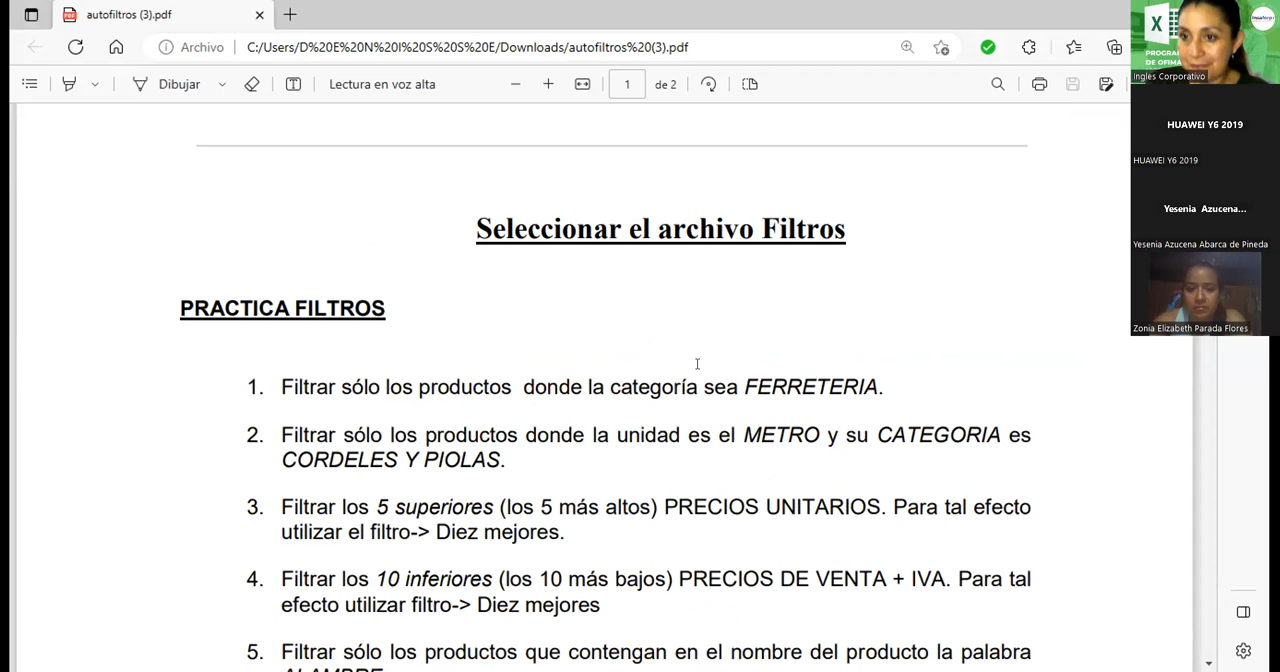 autofiltros (3).pdf
Archivo
C:/Users/D%20E%20N%20I%20S%20S%20E/Downloads/autofiltros%20(3).pdf
Dibujar
Lectura en voz alta
1
de 2
Seleccionar el archivo Filtros
PRACTICA FILTROS
1. Filtrar sólo los productos donde la categoría sea FERRETERIA.
2. Filtrar sólo los productos donde la unidad es el METRO y su CATEGORIA es
CORDELES Y PIOLAS.
3. Filtrar los 5 superiores (los 5 más altos) PRECIOS UNITARIOS. Para tal efecto
utilizar el filtro-> Diez mejores.
4. Filtrar los 10 inferiores (los 10 más bajos) PRECIOS DE VENTA + IVA. Para tal
efecto utilizar filtro-> Diez mejores
5. Filtrar sólo los productos que contengan en el nombre del producto la palabra
X
Ingles Corporativo
HUAWEI Y6 2019
HUAWEI Y6 2019
Yesenia Azucena...
Yesenia Azucena Abarca de Pineda
Zonia Elizabeth Parada Flores